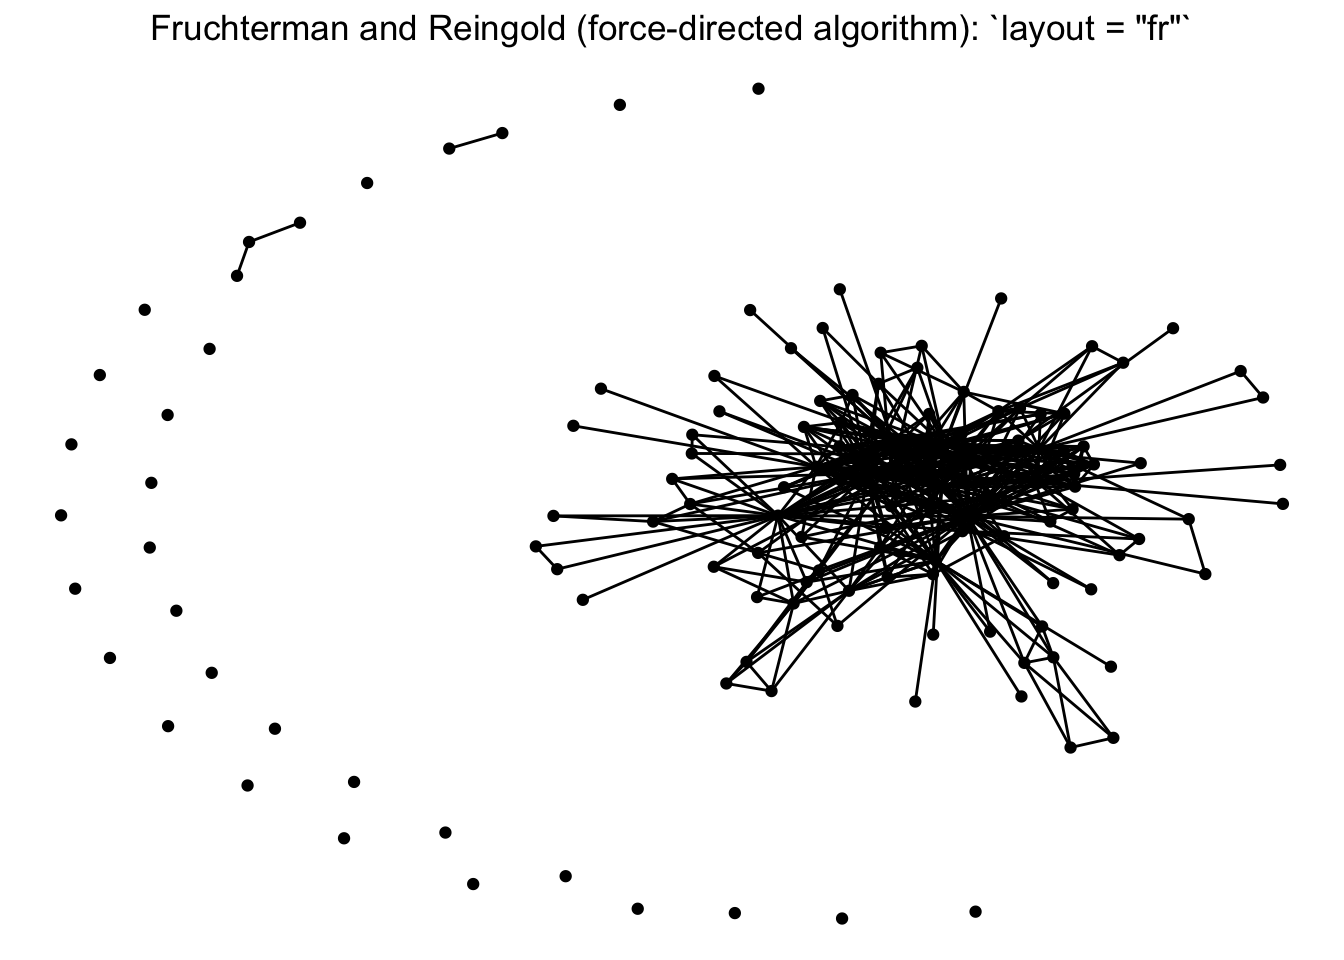 Fruchterman and Reingold (force-directed algorithm): `layout = "fr"`